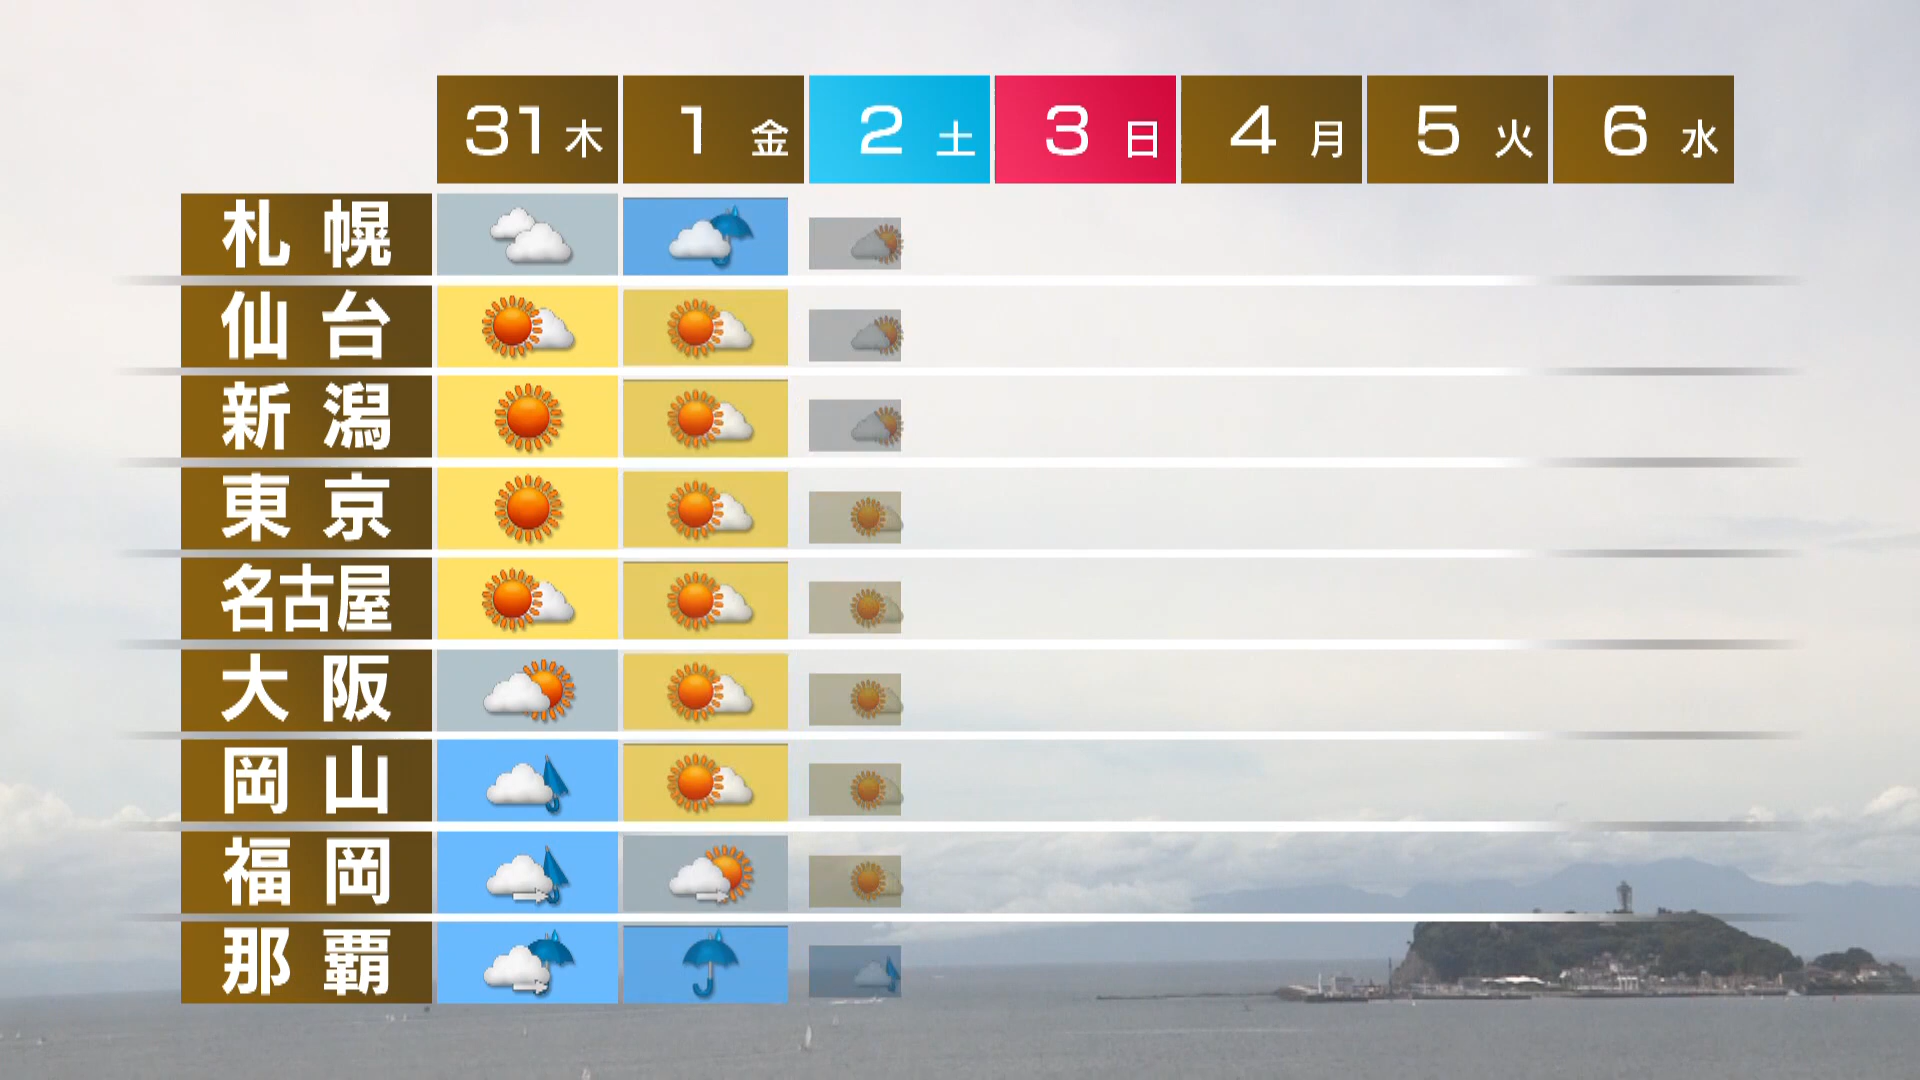 31 木 1 金 2 土 3 日 4 月 5 火 6 水
札幌
仙台
新潟
東京
名古屋
大阪
岡山
福岡
那覇